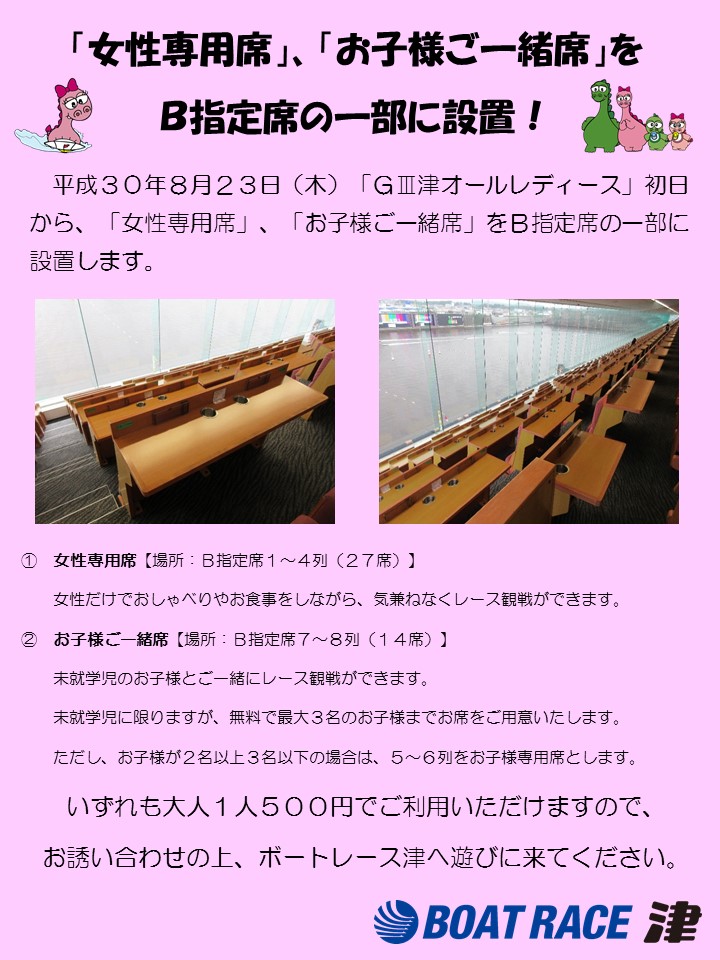 「女性専用席」、「お子様ご一緒席」を
Ｂ指定席の一部に設置！
平成３０年８月２３日（木）「ＧⅢ津オールレディース」初日
から、「女性専用席」、「お子様ご一緒席」をＢ指定席の一部に
設置します。
①　女性専用席【場所：Ｂ指定席１～４列（２７席）】
女性だけでおしゃべりやお食事をしながら、気兼ねなくレース観戦ができます。
②　お子様ご一緒席【場所：Ｂ指定席７～８列（１４席）】
未就学児のお子様とご一緒にレース観戦ができます。
未就学児に限りますが、無料で最大３名のお子様までお席をご用意いたします。
ただし、お子様が２名以上３名以下の場合は、５～６列をお子様専用席とします。
いずれも大人１人５００円でご利用いただけますので、
お誘い合わせの上、ボートレース津へ遊びに来てください。
BOAT RACE 津